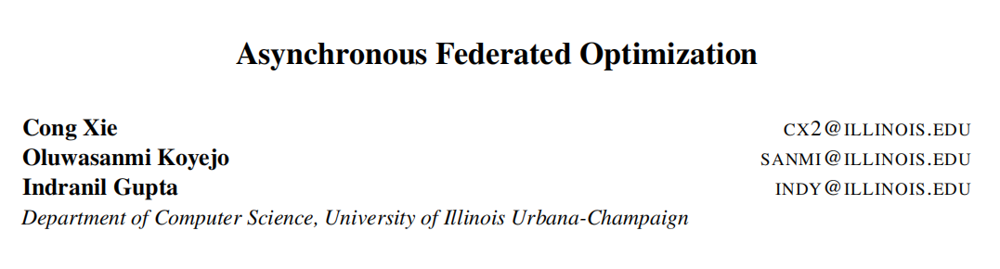 Asynchronous Federated Optimization
Cong Xie CX2@ILLINOIS.EDU
Oluwasanmi Koyejo SANMI@ILLINOIS.EDU
Indranil Gupta INDY@ILLINOIS.EDU
Department of Computer Science, University of Illinois Urbana-Champaign